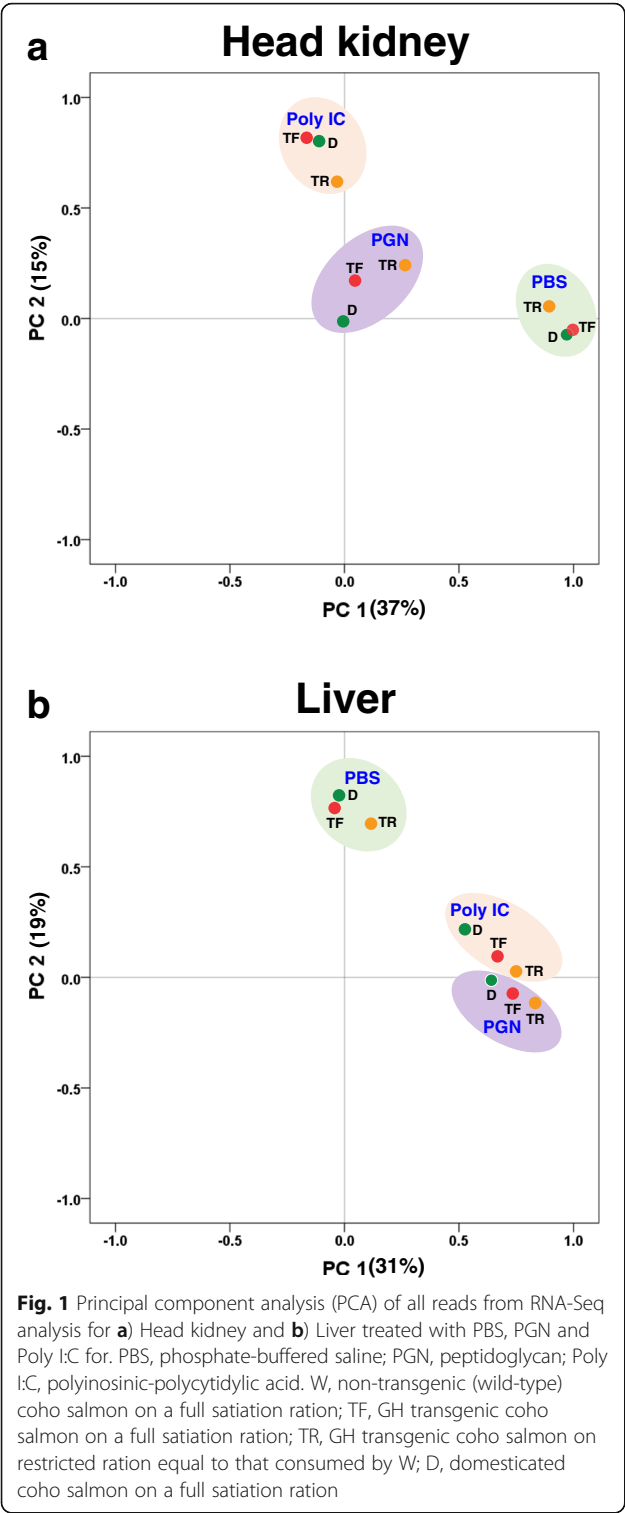 a
Head kidney
1.0
Poly IC
TF D
TR
0.5
PGN
TF
TR
PBS
TR
D
TF
D
0.0
PC 2 (15%)
-0.5
-1.0
-1.0 -0.5 0.0 0.5 1.0
PC 1 (37%)
b
Liver
1.0
PBS
D
TF
TR
0.5
Poly IC
D
TF
TR
0.0
D
TF
TR
PGN
PC 2 (19%)
-0.5
-1.0
-1.0 -0.5 0.0 0.5 1.0
PC 1 (31%)
Fig. 1 Principal component analysis (PCA) of all reads from RNA-Seq
analysis for a) Head kidney and b) Liver treated with PBS, PGN and
Poly I:C for. PBS, phosphate-buffered saline; PGN, peptidoglycan; Poly
I:C, polyinosinic-polycytidylic acid. W, non-transgenic (wild-type)
coho salmon on a full satiation ration; TF, GH transgenic coho
salmon on a full satiation ration; TR, GH transgenic coho salmon on
restricted ration equal to that consumed by W; D, domesticated
coho salmon on a full satiation ration